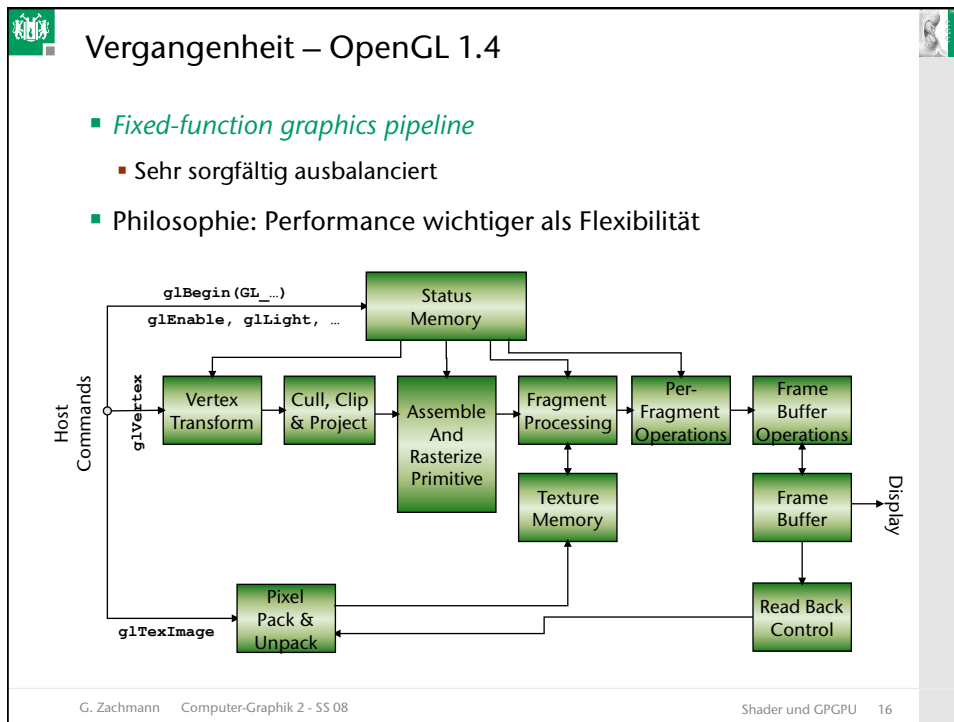 Vergangenheit – OpenGL 1.4
Fixed-function graphics pipeline
Sehr sorgfältig ausbalanciert
Philosophie: Performance wichtiger als Flexibilität
glBegin(GL_…)
glEnable, glLight, …
Status
Memory
Host
Commands
glVertex
Vertex
Transform
Cull, Clip
& Project
Assemble
And
Rasterize
Primitive
Fragment
Processing
Per-
Fragment
Operations
Frame
Buffer
Operations
Texture
Memory
Frame
Buffer
Display
glTexImage
Pixel
Pack &
Unpack
Read Back
Control
G. Zachmann Computer-Graphik 2 - SS 08
Shader und GPGPU 16